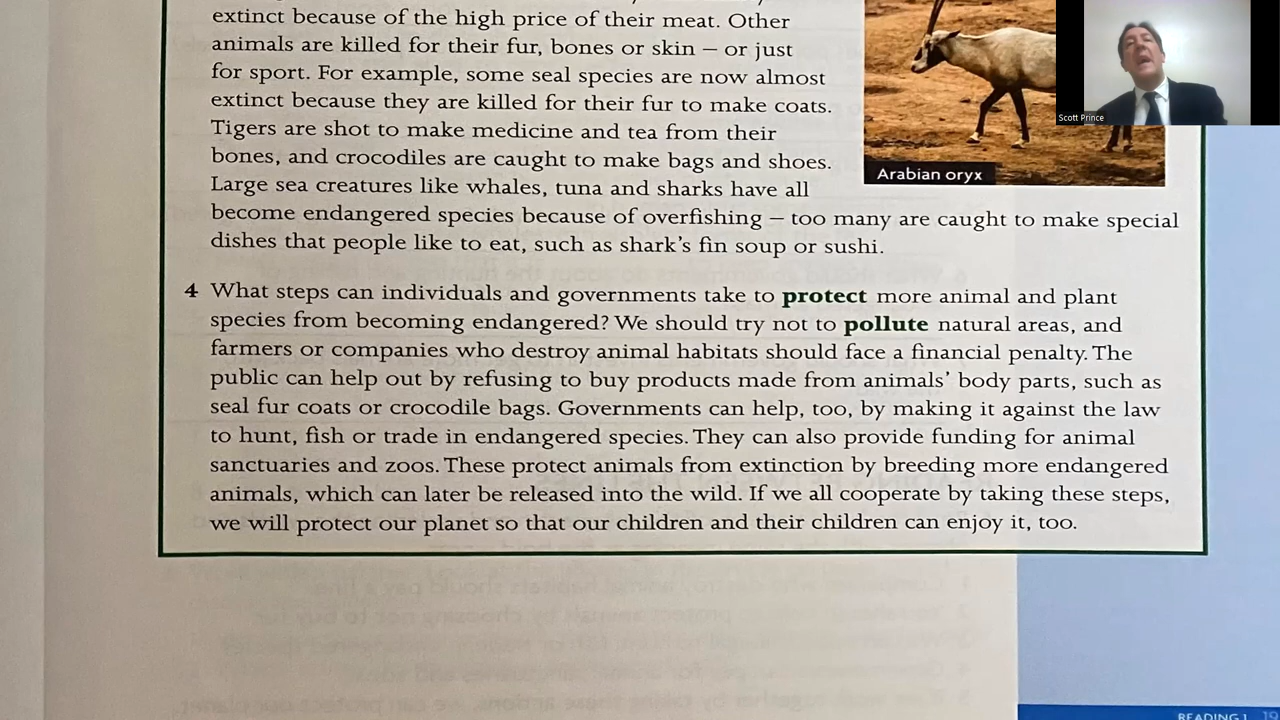 extinct because of the high price of their meat. Other
animals are killed for their fur, bones or skin – or just
for sport. For example, some seal species are now almost
extinct because they are killed for their fur to make coats.
Tigers are shot to make medicine and tea from their
bones, and crocodiles are caught to make bags and shoes.
Large sea creatures like whales, tuna and sharks have all
become endangered species because of overfishing – too many are caught to make special
dishes that people like to eat, such as shark's fin soup or sushi.
Arabian oryx
Scott Prince
4 What steps can individuals and governments take to protect more animal and plant
species from becoming endangered? We should try not to pollute natural areas, and
farmers or companies who destroy animal habitats should face a financial penalty. The
public can help out by refusing to buy products made from animals' body parts, such as
seal fur coats or crocodile bags. Governments can help, too, by making it against the law
to hunt, fish or trade in endangered species. They can also provide funding for animal
sanctuaries and zoos. These protect animals from extinction by breeding more endangered
animals, which can later be released into the wild. If we all cooperate by taking these steps,
we will protect our planet so that our children and their children can enjoy it, too.
READING 1